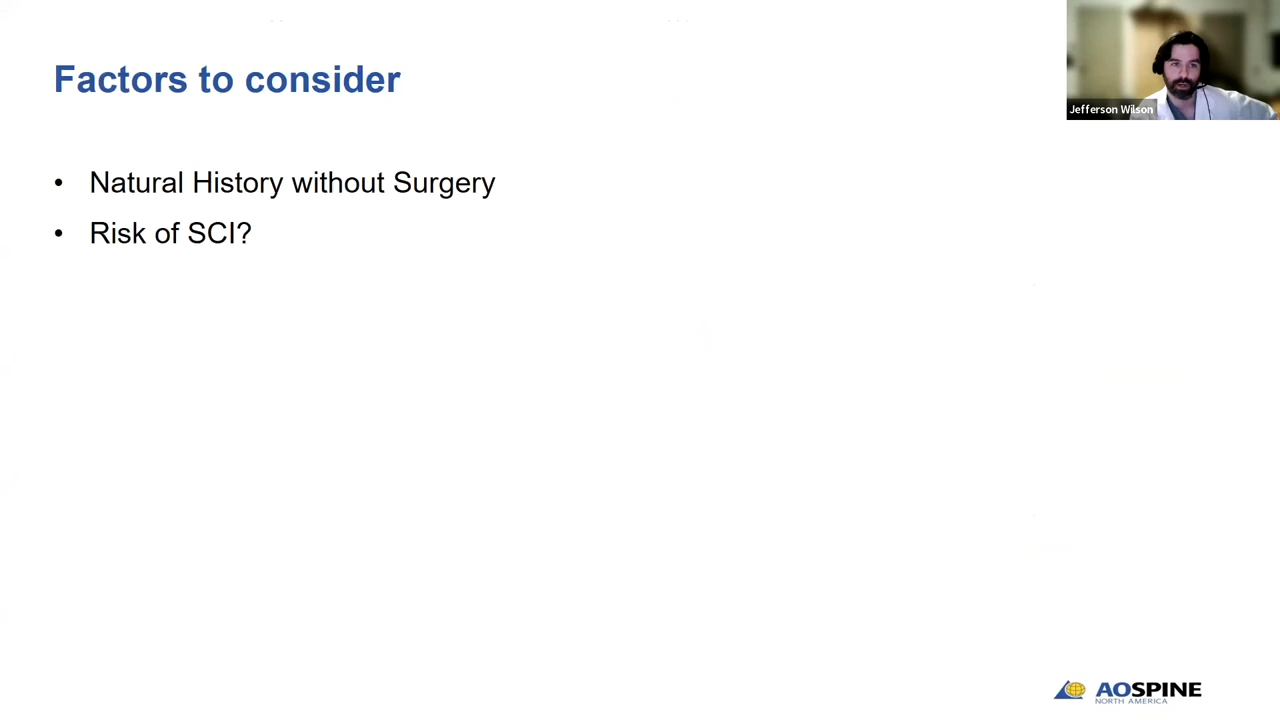 Factors to consider
Jefferson Wilson
• Natural History without Surgery
• Risk of SCI?
AOSPINE
NORTH AMERICA